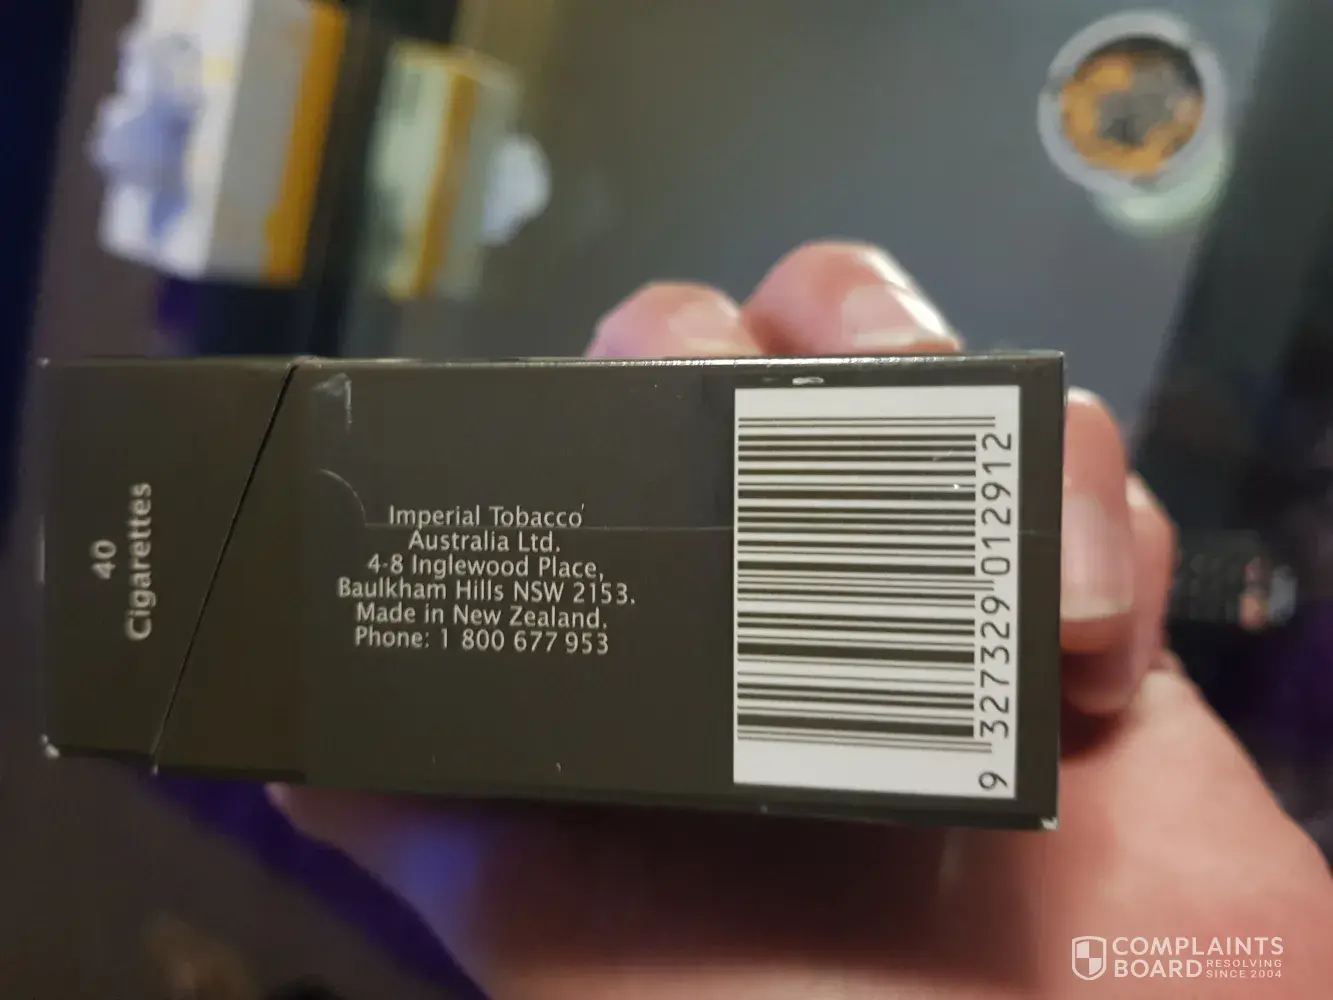 40
Cigarettes
Imperial Tobacco
Australia Ltd.
4-8 Inglewood Place,
Baulkham Hills NSW 2153.
Made in New Zealand.
Phone: 1 800 677 953
9 327329 012912
COMPLAINTS
BOARD RESOLVING
SINCE 2004